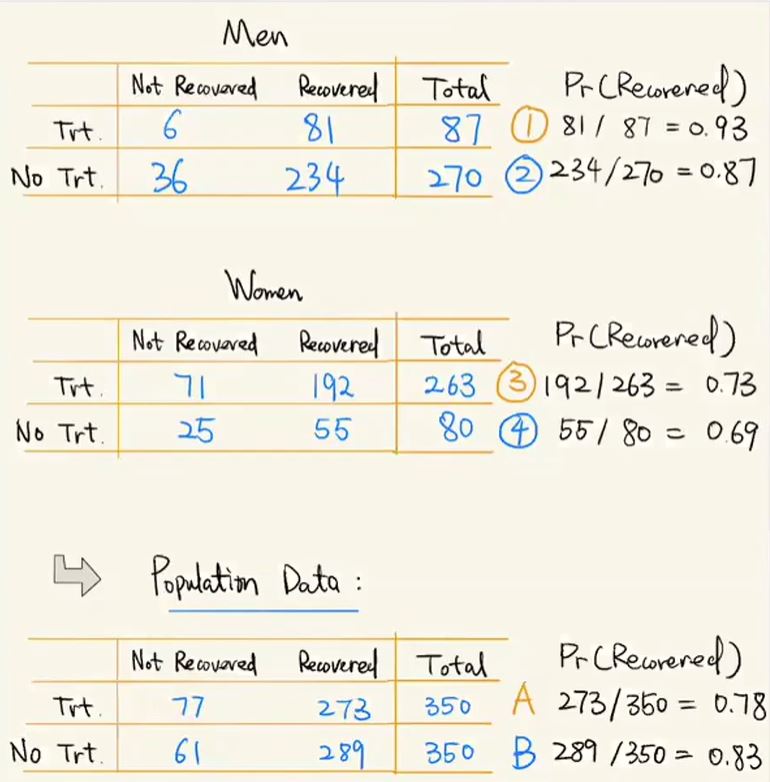 Men
Not Recovered Recovered Total Pr(Recovered)
Trt. 6 81 87 ① 81 / 87 = 0.93
No Trt. 36 234 270 ② 234/270 = 0.87
Women
Not Recovered Recovered Total Pr(Recovered)
Trt. 71 192 263 ③ 192/263 = 0.73
No Trt. 25 55 80 ④ 55 / 80 = 0.69
Population Data :
Not Recovered Recovered Total Pr(Recovered)
Trt. 77 273 350 A 273/350 = 0.78
No Trt. 61 289 350 B 289 /350 = 0.83